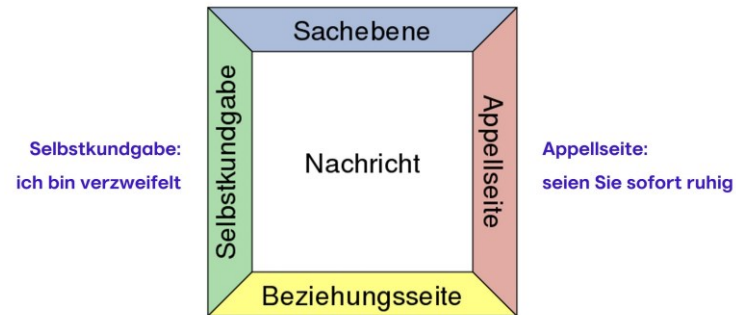 Sachebene
Selbstkundgabe:
ich bin verzweifelt
Selbstkundgabe
Nachricht
Appellseite
Appellseite:
seien Sie sofort ruhig
Beziehungsseite